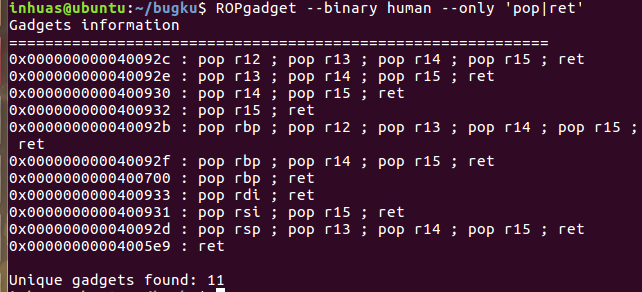 inhuas@ubuntu:~/bugku$ ROPgadget --binary human --only 'pop|ret'
Gadgets information
============================================================
0x000000000040092c : pop r12 ; pop r13 ; pop r14 ; pop r15 ; ret
0x000000000040092e : pop r13 ; pop r14 ; pop r15 ; ret
0x0000000000400930 : pop r14 ; pop r15 ; ret
0x0000000000400932 : pop r15 ; ret
0x000000000040092b : pop rbp ; pop r12 ; pop r13 ; pop r14 ; pop r15 ;
 ret
0x000000000040092f : pop rbp ; pop r14 ; pop r15 ; ret
0x0000000000400700 : pop rbp ; ret
0x0000000000400933 : pop rdi ; ret
0x0000000000400931 : pop rsi ; pop r15 ; ret
0x000000000040092d : pop rsp ; pop r13 ; pop r14 ; pop r15 ; ret
0x00000000004005e9 : ret
Unique gadgets found: 11